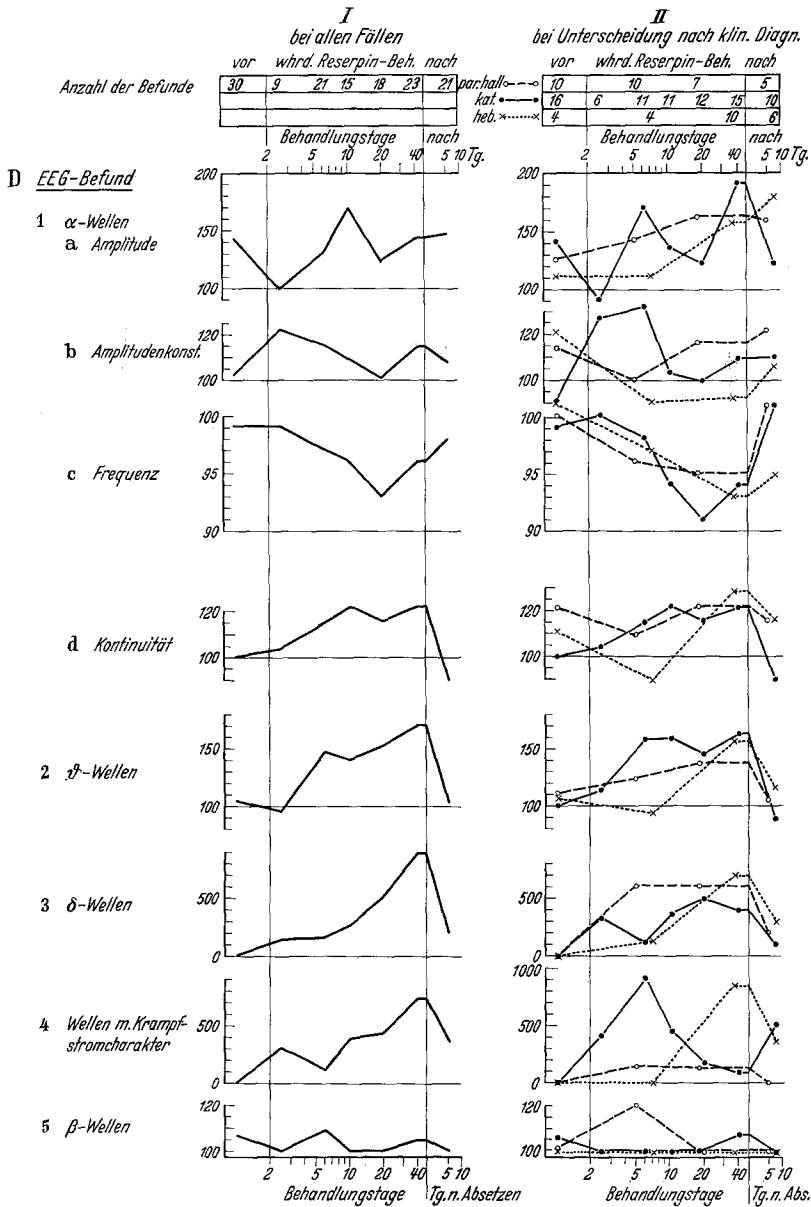 I II
bei allen Fällen bei Unterscheidung nach klin. Diagn.
vor whrd. Reserpin-Beh. nach vor whrd. Reserpin-Beh. nach
Anzahl der Befunde 30 9 21 15 18 23 21 par.hall 10 10 7 5
kat. 16 6 11 11 12 15 10
heb. 4 4 10 6
Behandlungstage nach Behandlungstage nach
2 5 10 20 40 5 10 Tg. 2 5 10 20 40 5 10 Tg.
D EEG-Befund
200
1 α-Wellen
a Amplitude
150
100
150
100
b Amplitudenkonst.
120
100
120
100
c Frequenz
100
95
90
100
95
90
d Kontinuität
120
100
120
100
2 ϑ-Wellen
150
100
150
100
3 δ-Wellen
500
0
500
0
4 Wellen m. Krampf-
stromcharakter
500
0
1000
500
0
5 β-Wellen
120
100
120
100
2 5 10 20 40 5 10 2 5 10 20 40 5 10
Behandlungstage Tg. n. Absetzen Behandlungstage Tg. n. Abs.